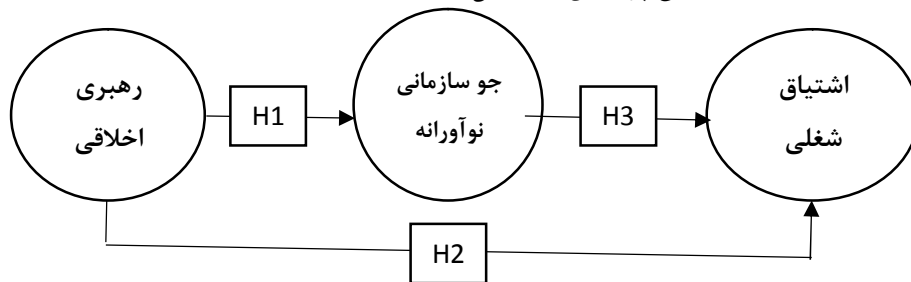 رهبری
اخلاقی
H1
جو سازمانی
نوآورانه
H3
اشتیاق
شغلی
H2